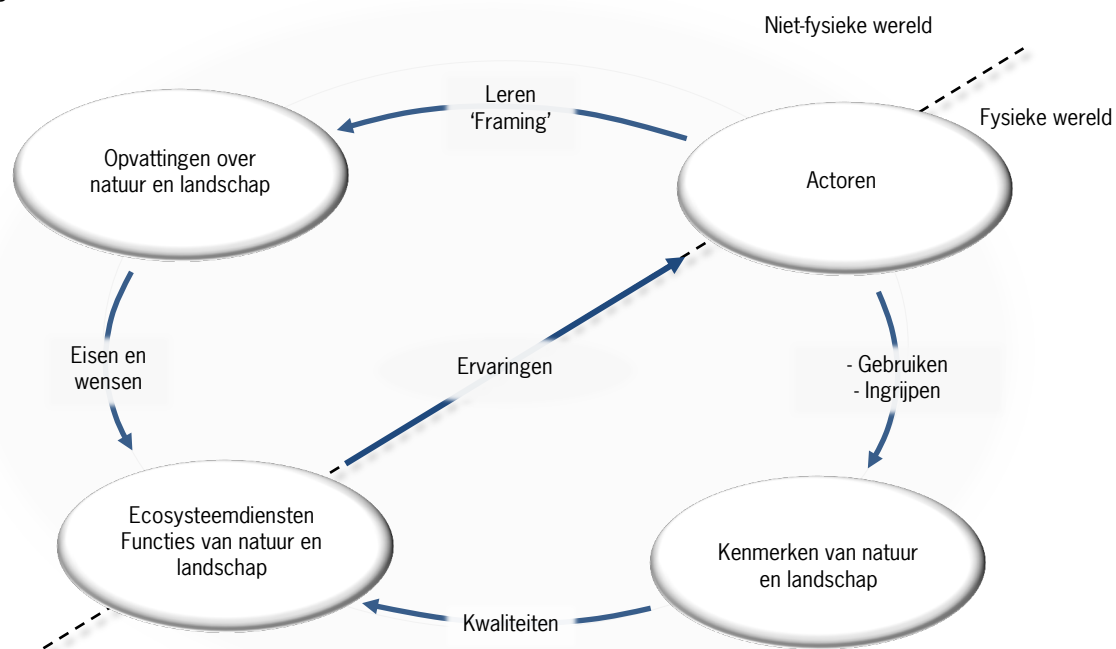 Niet-fysieke wereld
Leren
‘Framing’
Fysieke wereld
Opvattingen over
natuur en landschap
Actoren
Eisen en
wensen
Ervaringen
- Gebruiken
- Ingrijpen
Ecosysteemdiensten
Functies van natuur en
landschap
Kenmerken van natuur
en landschap
Kwaliteiten